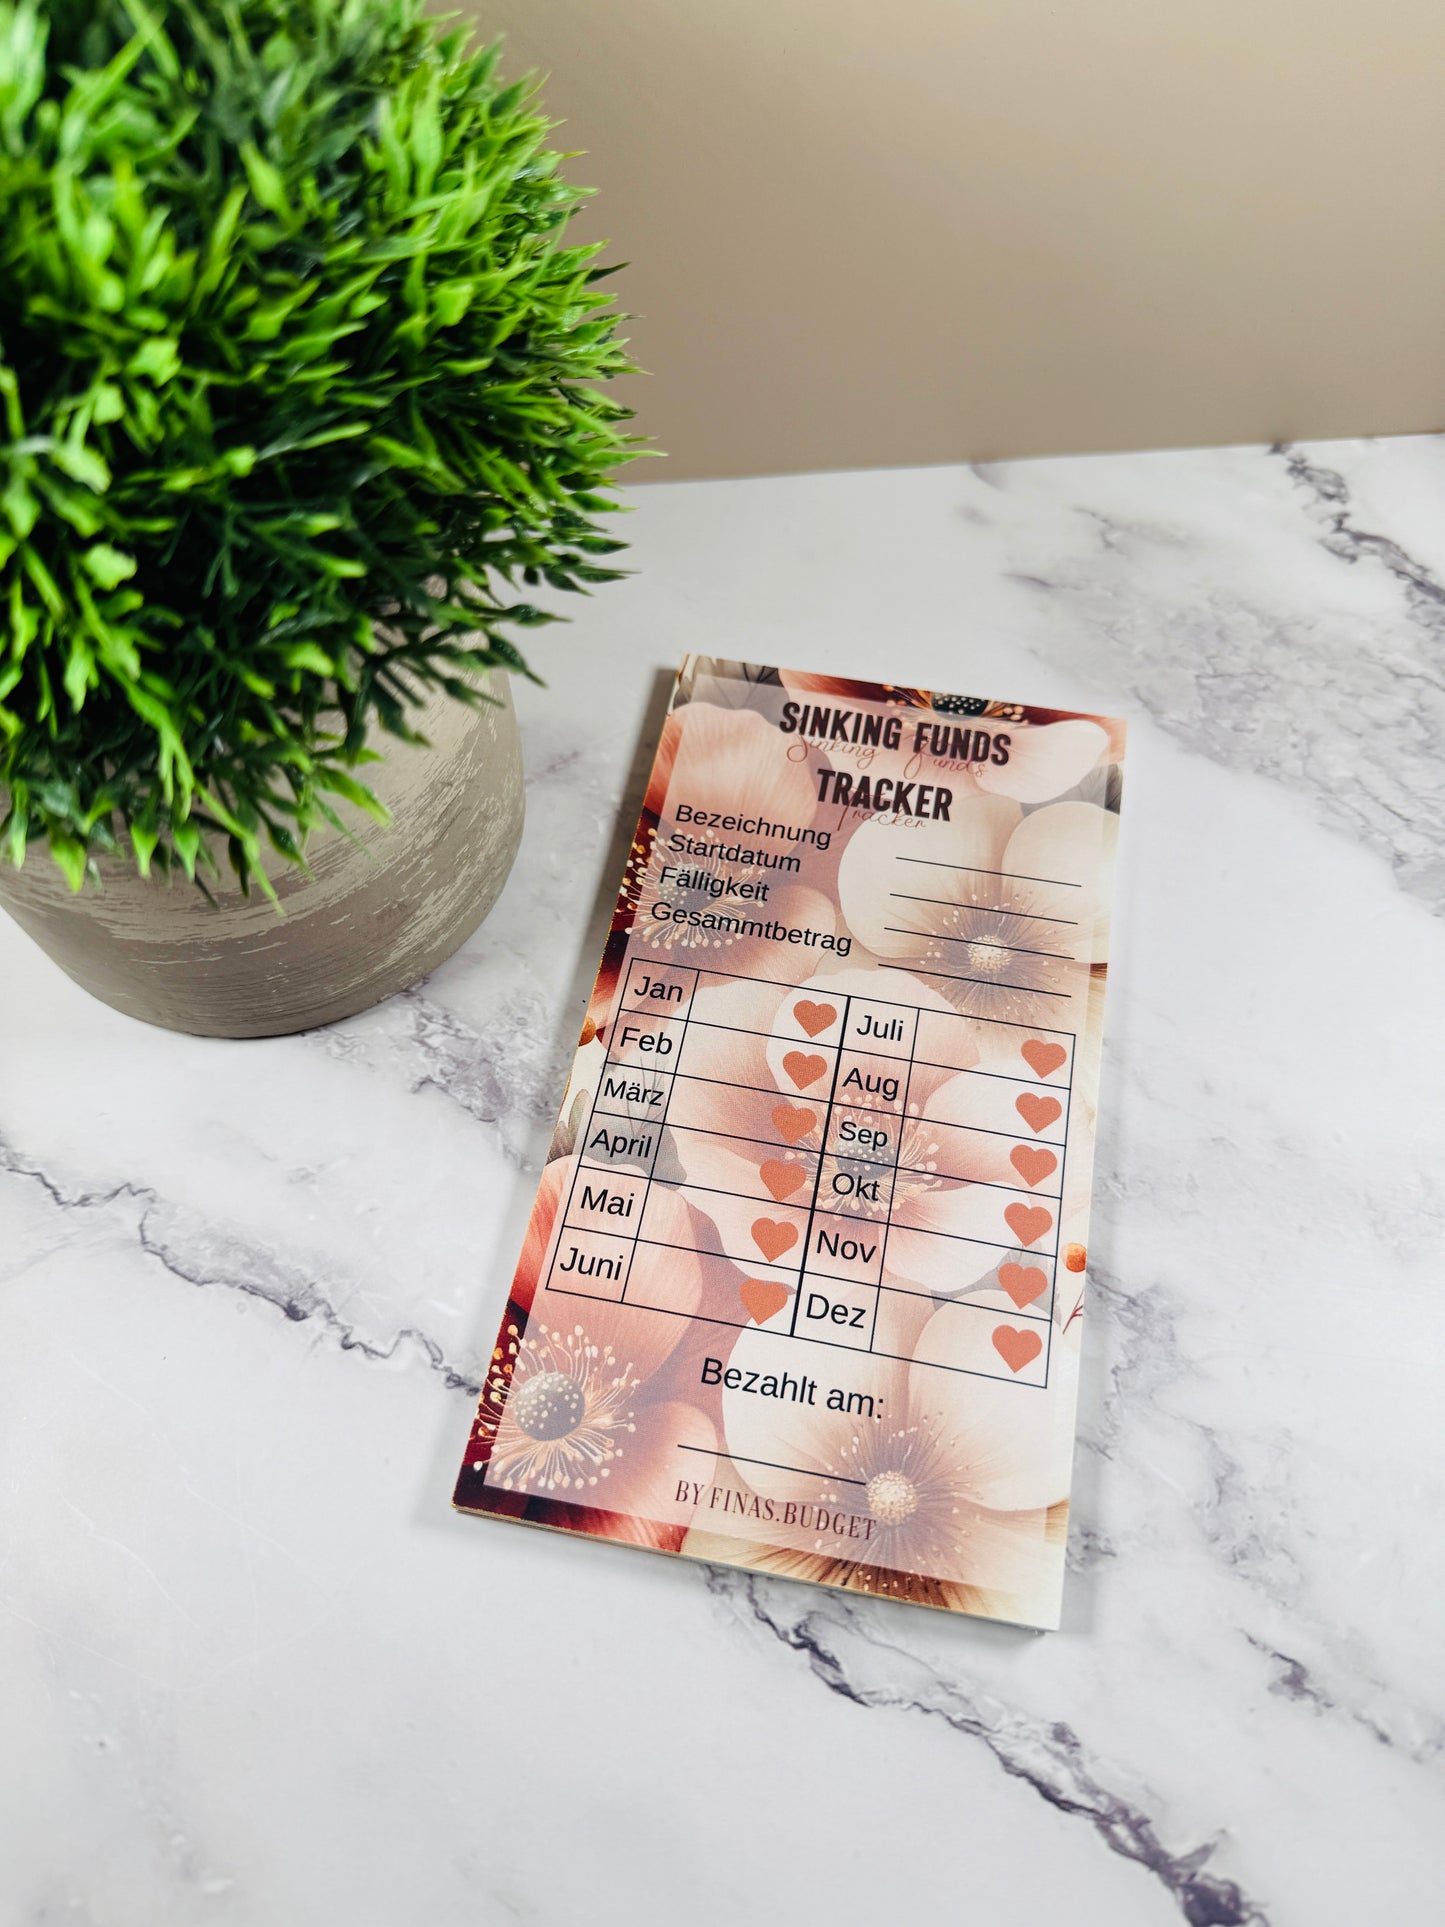 SINKING FUNDS
Sinking Funds
TRACKER
Tracker
Bezeichnung
Startdatum
Fälligkeit
Gesammtbetrag
Jan
Juli
Feb
Aug
März
Sep
April
Okt
Mai
Nov
Juni
Dez
Bezahlt am:
BY FINAS.BUDGET